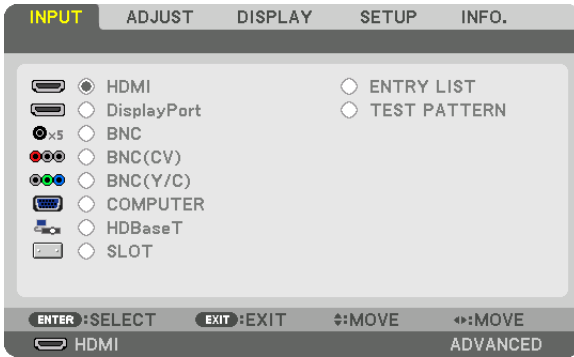 INPUT ADJUST DISPLAY SETUP INFO.
HDMI
DisplayPort
×5 BNC
BNC(CV)
BNC(Y/C)
COMPUTER
HDBaseT
SLOT
ENTRY LIST
TEST PATTERN
ENTER :SELECT EXIT :EXIT :MOVE :MOVE
HDMI ADVANCED